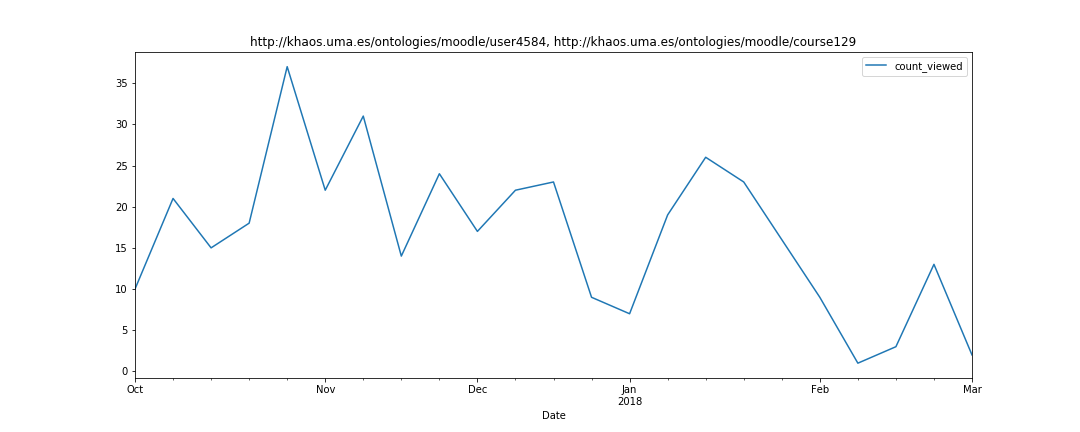 http://khaos.uma.es/ontologies/moodle/user4584, http://khaos.uma.es/ontologies/moodle/course129
count_viewed
35
30
25
20
15
10
5
0
Oct
Nov
Dec
Jan
2018
Feb
Mar
Date